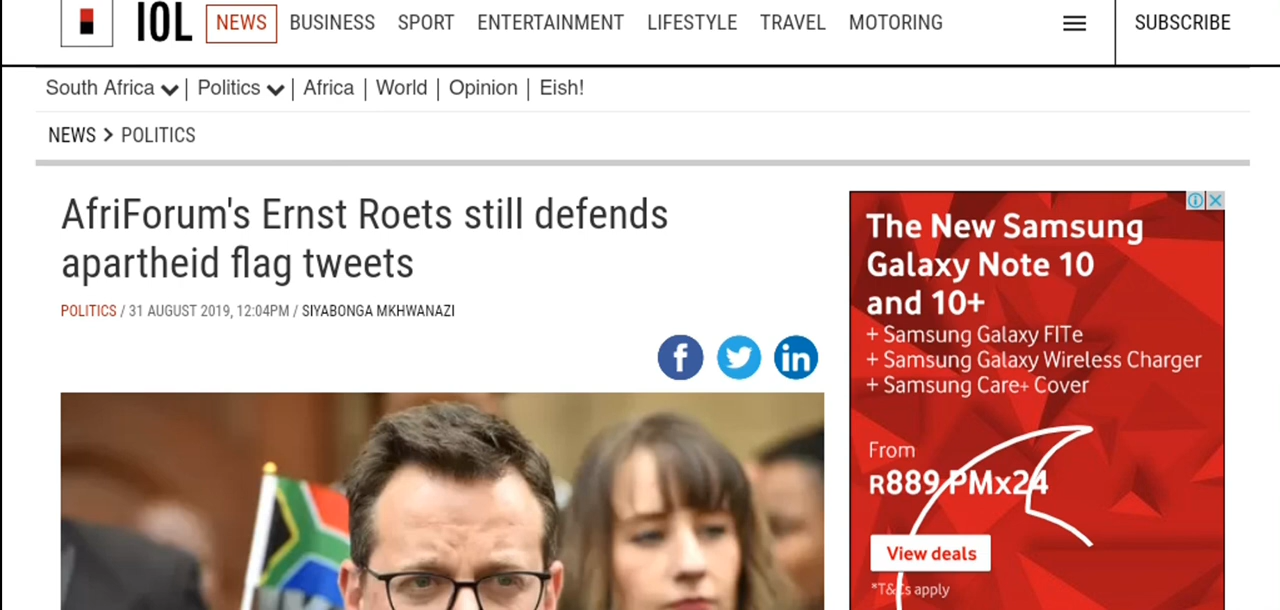 IOL NEWS BUSINESS SPORT ENTERTAINMENT LIFESTYLE TRAVEL MOTORING SUBSCRIBE
South Africa | Politics | Africa | World | Opinion | Eish!
NEWS > POLITICS
AfriForum's Ernst Roets still defends
apartheid flag tweets
POLITICS / 31 AUGUST 2019, 12:04PM / SIYABONGA MKHWANAZI
f in
The New Samsung
Galaxy Note 10
and 10+
+ Samsung Galaxy FITe
+ Samsung Galaxy Wireless Charger
+ Samsung Care+ Cover
From
R889 PMx24
View deals
*T&Cs apply